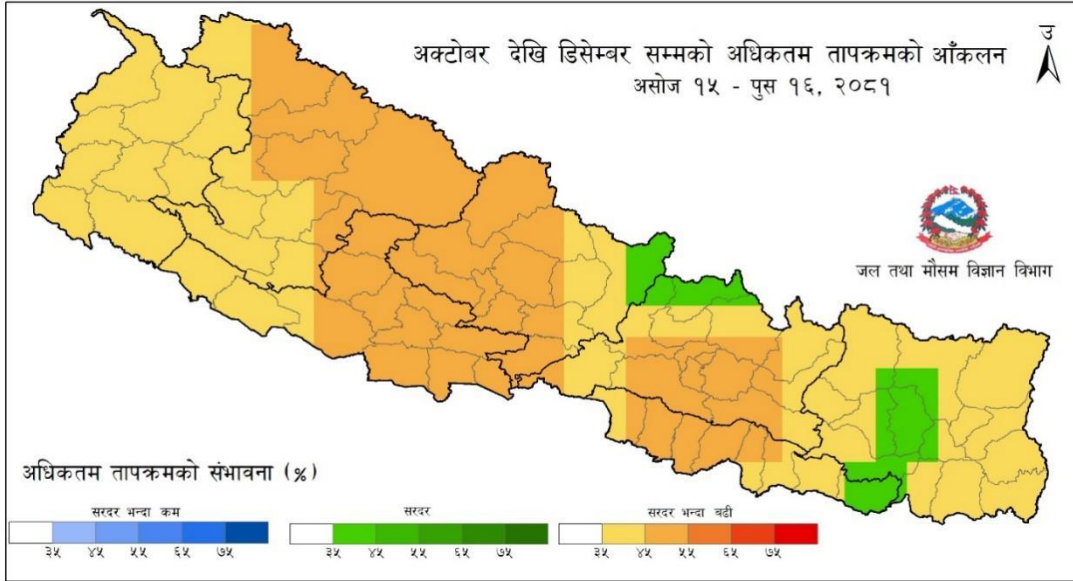 अक्टोबर देखि डिसेम्बर सम्मको अधिकतम तापक्रमको आँकलन
असोज १५ - पुस १६, २०८१
उ
जल तथा मौसम विज्ञान विभाग
अधिकतम तापक्रमको संभावना (%)
सरदर भन्दा कम
३५ ४५ ५५ ६५ ७५
सरदर
३५ ४५ ५५ ६५ ७५
सरदर भन्दा बढी
३५ ४५ ५५ ६५ ७५